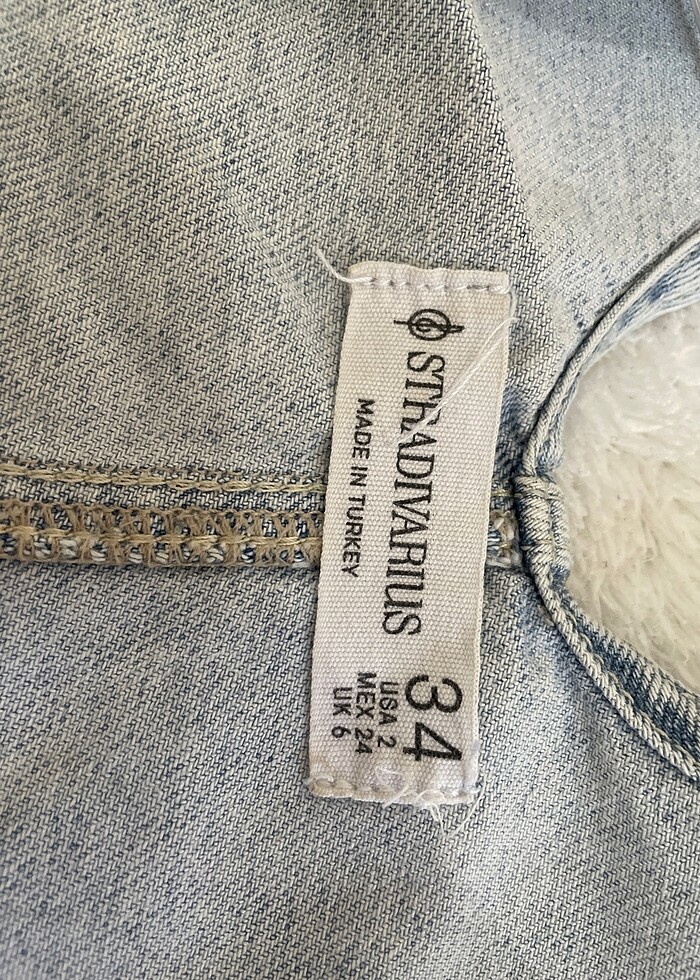 STRADIVARIUS
MADE IN TURKEY
34
USA 2
MEX 24
UK 6